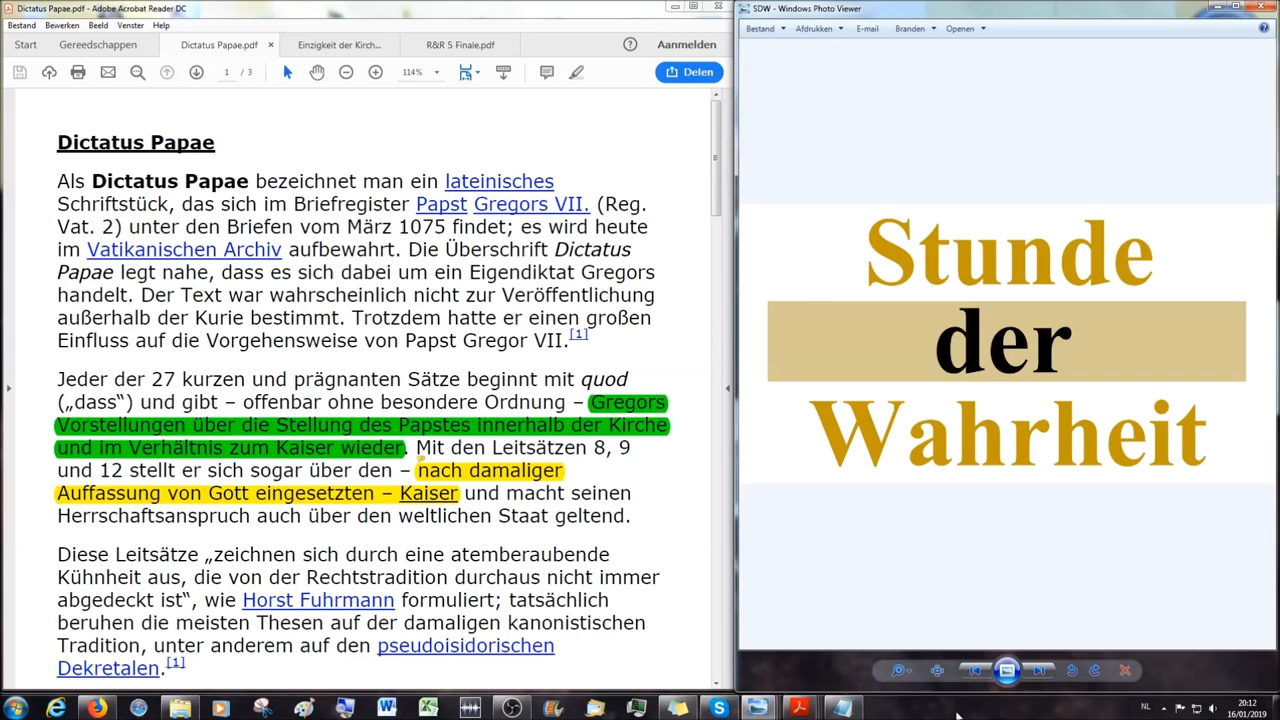 Dictatus Papae.pdf - Adobe Acrobat Reader DC
Bestand Bewerken Beeld Venster Help
Start Gereedschappen Dictatus Papae.pdf × Einzigkeit der Kirch... R&R 5 Finale.pdf Aanmelden
1 / 3 114% Delen
Dictatus Papae
Als Dictatus Papae bezeichnet man ein lateinisches
Schriftstück, das sich im Briefregister Papst Gregors VII. (Reg.
Vat. 2) unter den Briefen vom März 1075 findet; es wird heute
im Vatikanischen Archiv aufbewahrt. Die Überschrift Dictatus
Papae legt nahe, dass es sich dabei um ein Eigendiktat Gregors
handelt. Der Text war wahrscheinlich nicht zur Veröffentlichung
außerhalb der Kurie bestimmt. Trotzdem hatte er einen großen
Einfluss auf die Vorgehensweise von Papst Gregor VII.[1]
Jeder der 27 kurzen und prägnanten Sätze beginnt mit quod
(„dass“) und gibt – offenbar ohne besondere Ordnung – Gregors
Vorstellungen über die Stellung des Papstes innerhalb der Kirche
und im Verhältnis zum Kaiser wieder. Mit den Leitsätzen 8, 9
und 12 stellt er sich sogar über den – nach damaliger
Auffassung von Gott eingesetzten – Kaiser und macht seinen
Herrschaftsanspruch auch über den weltlichen Staat geltend.
Diese Leitsätze „zeichnen sich durch eine atemberaubende
Kühnheit aus, die von der Rechtstradition durchaus nicht immer
abgedeckt ist“, wie Horst Fuhrmann formuliert; tatsächlich
beruhen die meisten Thesen auf der damaligen kanonistischen
Tradition, unter anderem auf den pseudoisidorischen
Dekretalen.[1]
SDW - Windows Photo Viewer
Bestand Afdrukken E-mail Branden Openen
Stunde
der
Wahrheit
NL 20:12
16/01/2019